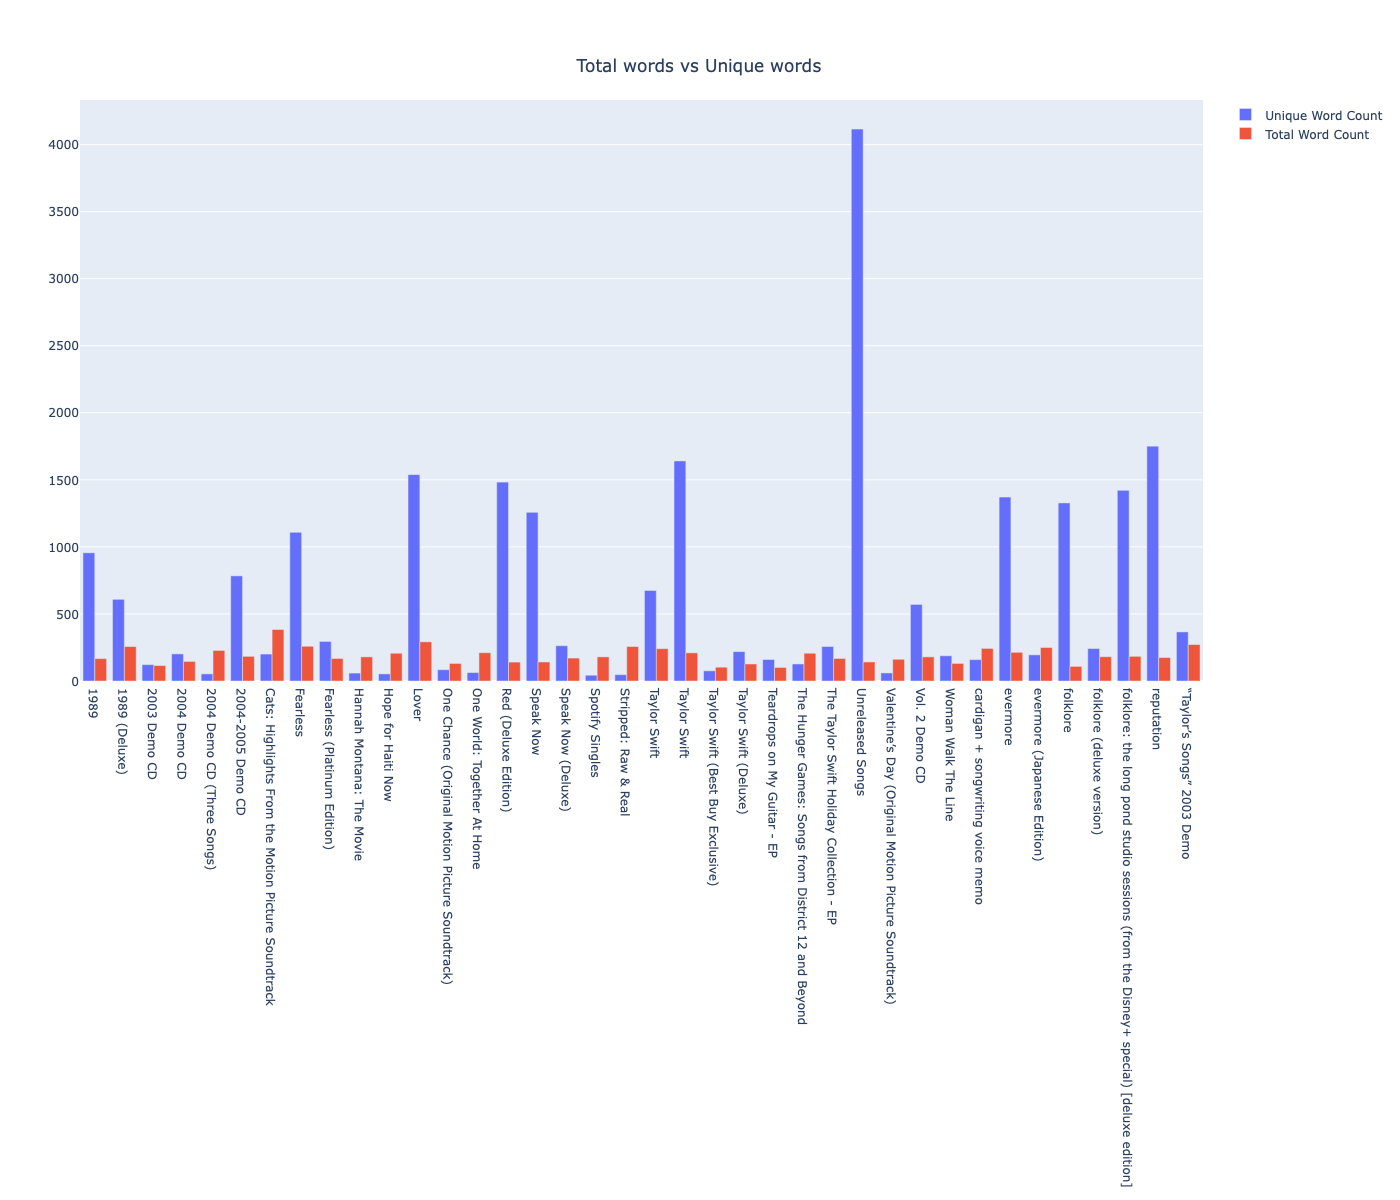 Total words vs Unique words
Unique Word Count
Total Word Count
4000
3500
3000
2500
2000
1500
1000
500
0
1989
1989 (Deluxe)
2003 Demo CD
2004 Demo CD
2004 Demo CD (Three Songs)
2004-2005 Demo CD
Cats: Highlights From the Motion Picture Soundtrack
Fearless
Fearless (Platinum Edition)
Hannah Montana: The Movie
Hope for Haiti Now
Lover
One Chance (Original Motion Picture Soundtrack)
One World: Together At Home
Red (Deluxe Edition)
Speak Now
Speak Now (Deluxe)
Spotify Singles
Stripped: Raw & Real
Taylor Swift
Taylor Swift
Taylor Swift (Best Buy Exclusive)
Taylor Swift (Deluxe)
Teardrops on My Guitar - EP
The Hunger Games: Songs from District 12 and Beyond
The Taylor Swift Holiday Collection - EP
Unreleased Songs
Valentine’s Day (Original Motion Picture Soundtrack)
Vol. 2 Demo CD
Woman Walk The Line
cardigan + songwriting voice memo
evermore
evermore (Japanese Edition)
folklore
folklore (deluxe version)
folklore: the long pond studio sessions (from the Disney+ special) [deluxe edition]
reputation
“Taylor’s Songs” 2003 Demo